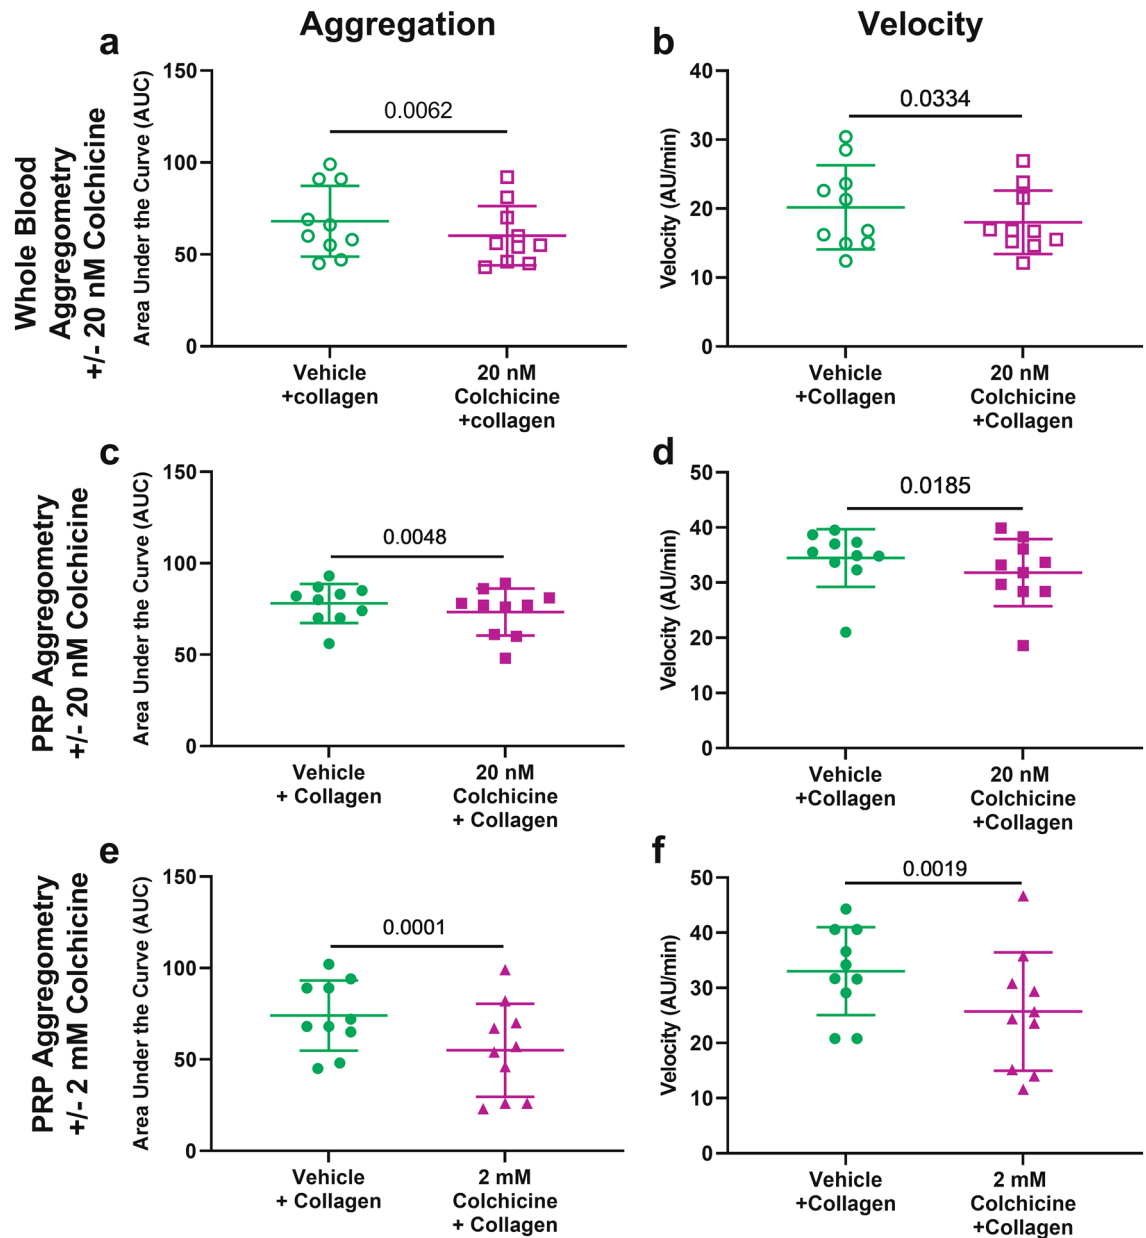 Aggregation
Velocity
a
b
Whole Blood
Aggregometry
+/- 20 nM Colchicine
Area Under the Curve (AUC)
150
100
50
0
0.0062
Vehicle
+collagen
20 nM
Colchicine
+collagen
Velocity (AU/min)
40
30
20
10
0
0.0334
Vehicle
+Collagen
20 nM
Colchicine
+Collagen
c
d
PRP Aggregometry
+/- 20 nM Colchicine
Area Under the Curve (AUC)
150
100
50
0
0.0048
Vehicle
+ Collagen
20 nM
Colchicine
+ Collagen
Velocity (AU/min)
50
40
30
20
10
0
0.0185
Vehicle
+Collagen
20 nM
Colchicine
+Collagen
e
f
PRP Aggregometry
+/- 2 mM Colchicine
Area Under the Curve (AUC)
150
100
50
0
0.0001
Vehicle
+ Collagen
2 mM
Colchicine
+ Collagen
Velocity (AU/min)
50
40
30
20
10
0
0.0019
Vehicle
+Collagen
2 mM
Colchicine
+Collagen